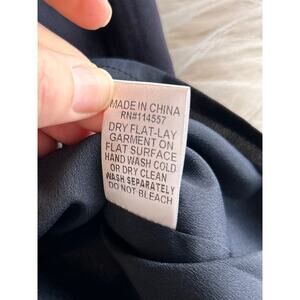 MADE IN CHINA
RN#114557
DRY FLAT-LAY
GARMENT ON
FLAT SURFACE
HAND WASH COLD
OR DRY CLEAN
WASH SEPARATELY
DO NOT BLEACH